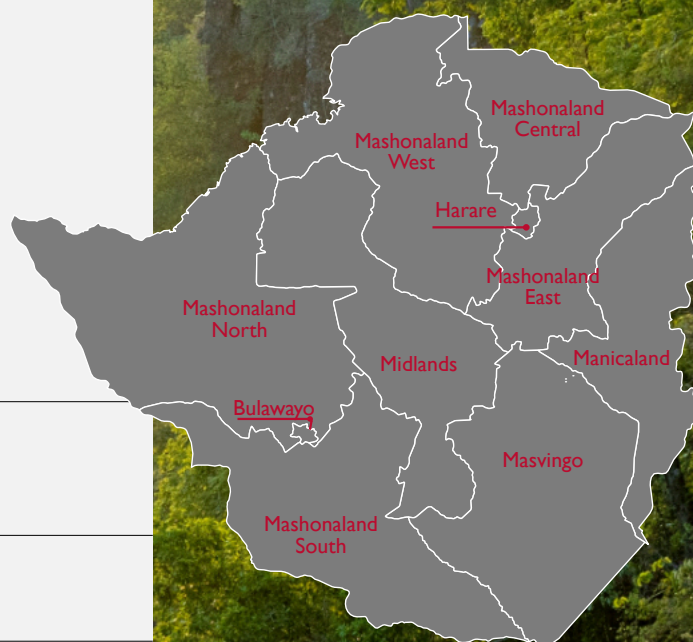 Mashonaland
Central
Mashonaland
West
Harare
Mashonaland
East
Mashonaland
North
Midlands
Manicaland
Bulawayo
Masvingo
Mashonaland
South